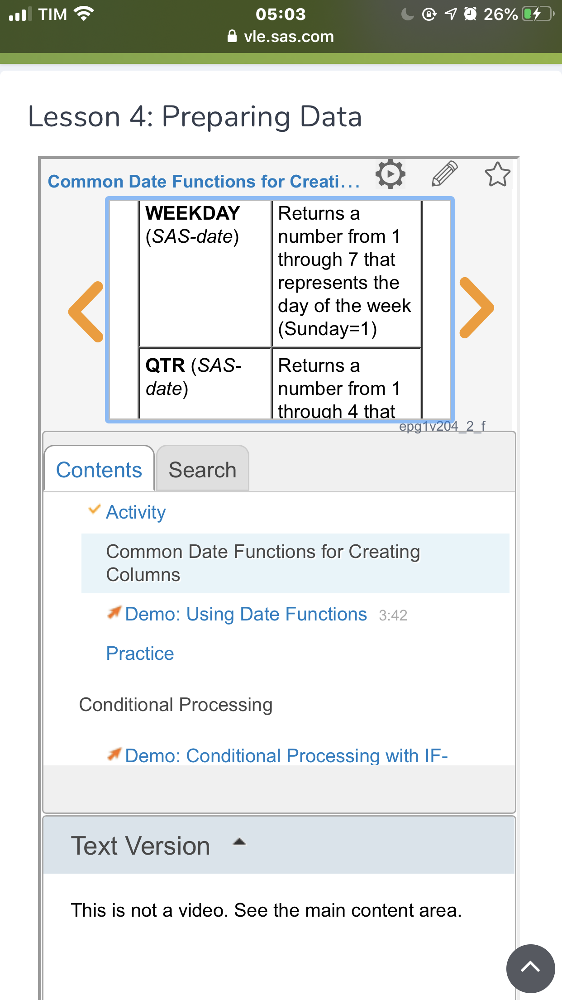 TIM
05:03
26%
vle.sas.com
Lesson 4: Preparing Data
Common Date Functions for Creati...
WEEKDAY
(SAS-date)
Returns a
number from 1
through 7 that
represents the
day of the week
(Sunday=1)
QTR (SAS-
date)
Returns a
number from 1
through 4 that
epg1v204_2_f
Contents
Search
Activity
Common Date Functions for Creating
Columns
Demo: Using Date Functions 3:42
Practice
Conditional Processing
Demo: Conditional Processing with IF-
Text Version
This is not a video. See the main content area.